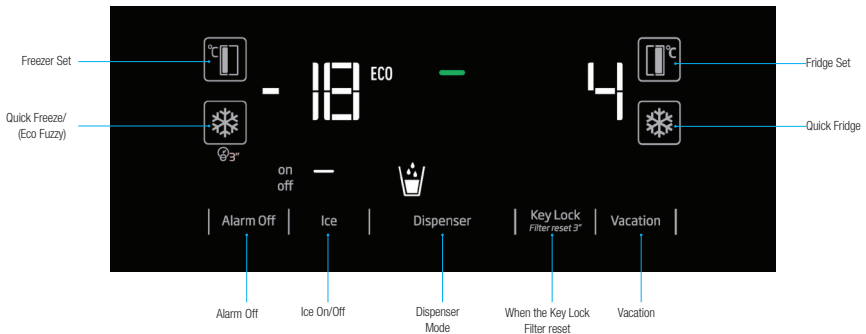 Freezer Set
°C
°C
Fridge Set
- 18
ECO
4
Quick Freeze/
(Eco Fuzzy)
Quick Fridge
3"
on
off
Alarm Off
Ice
Dispenser
Key Lock
Filter reset 3"
Vacation
Alarm Off
Ice On/Off
Dispenser
Mode
When the Key Lock
Filter reset
Vacation